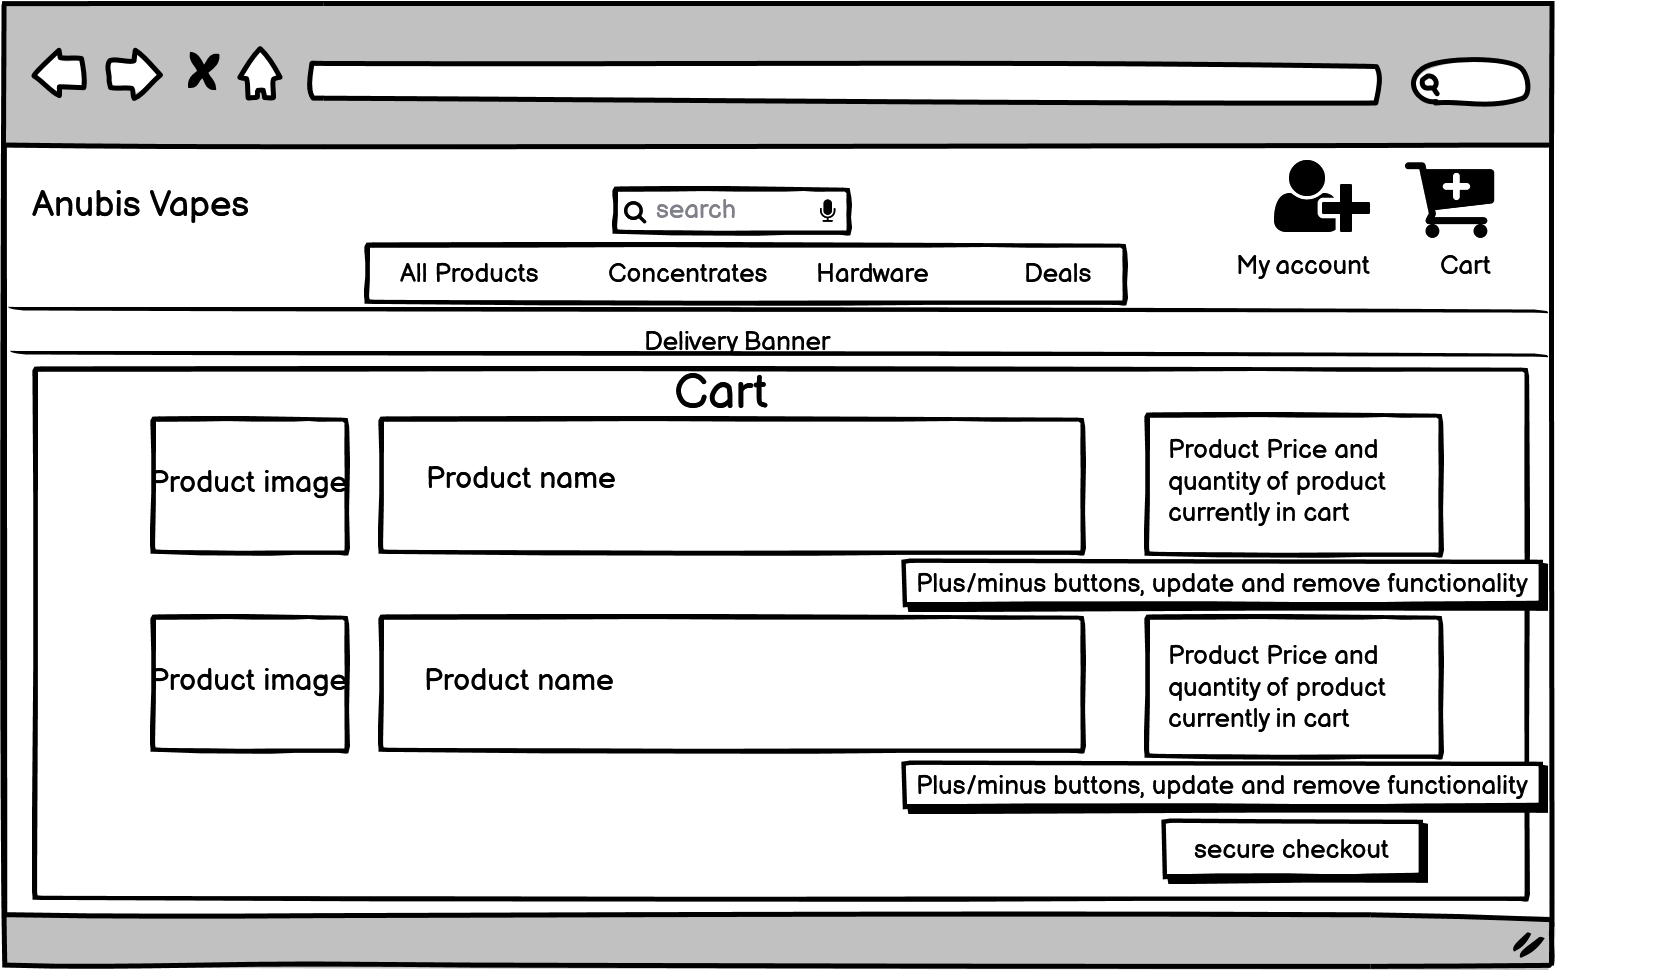 Anubis Vapes
search
My account
Cart
All Products
Concentrates
Hardware
Deals
Delivery Banner
Cart
Product image
Product name
Product Price and
quantity of product
currently in cart
Plus/minus buttons, update and remove functionality
Product image
Product name
Product Price and
quantity of product
currently in cart
Plus/minus buttons, update and remove functionality
secure checkout